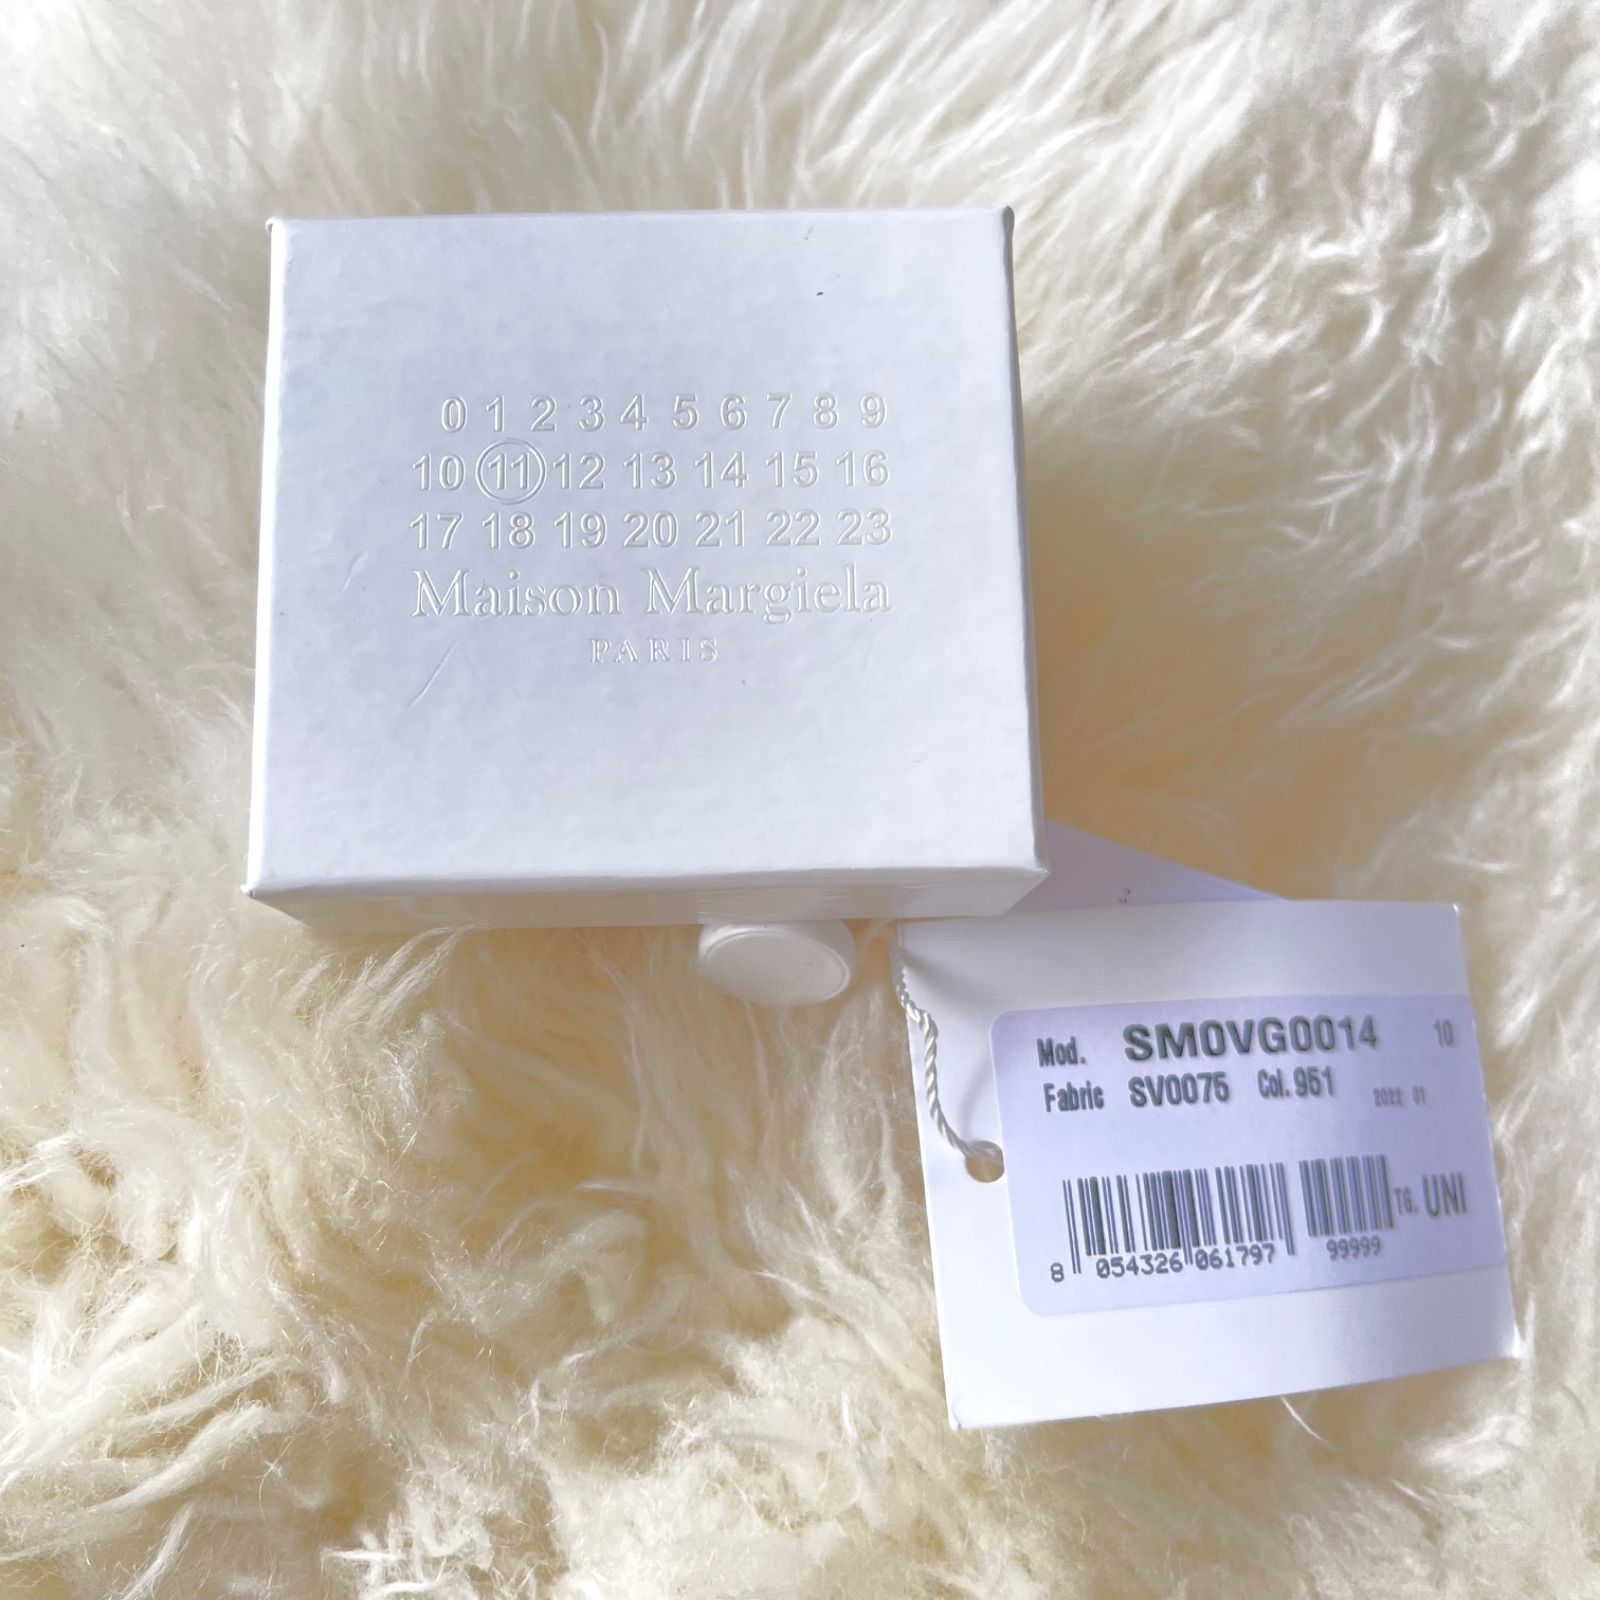 0 1 2 3 4 5 6 7 8 9
10 11 12 13 14 15 16
17 18 19 20 21 22 23
Maison Margiela
PARIS
Mod. SM0VG0014 10
Fabric SV0075 Col. 951 2022 01
TG. UNI
8 054326 061797 99999